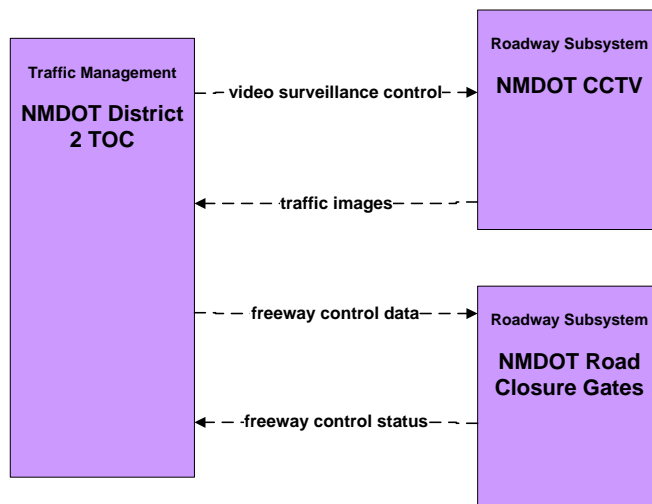 Traffic Management
NMDOT District
2 TOC
video surveillance control
traffic images
freeway control data
freeway control status
Roadway Subsystem
NMDOT CCTV
Roadway Subsystem
NMDOT Road
Closure Gates